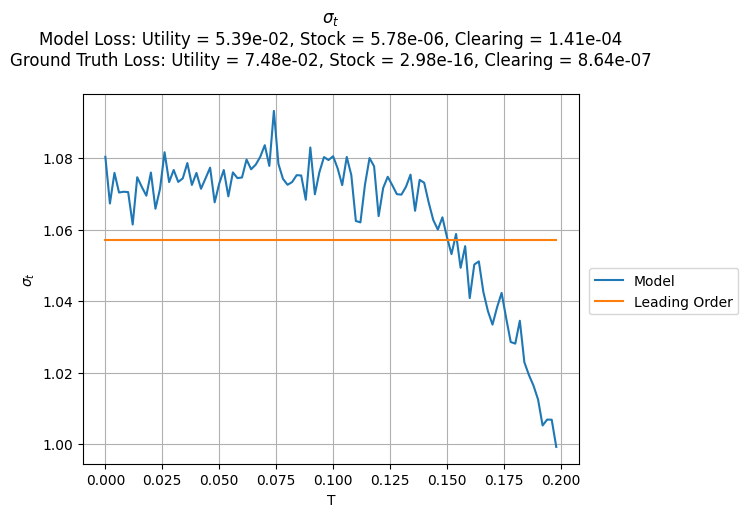 σt
Model Loss: Utility = 5.39e-02, Stock = 5.78e-06, Clearing = 1.41e-04
Ground Truth Loss: Utility = 7.48e-02, Stock = 2.98e-16, Clearing = 8.64e-07
1.08
1.06
1.04
1.02
1.00
σt
0.000 0.025 0.050 0.075 0.100 0.125 0.150 0.175 0.200
T
Model
Leading Order